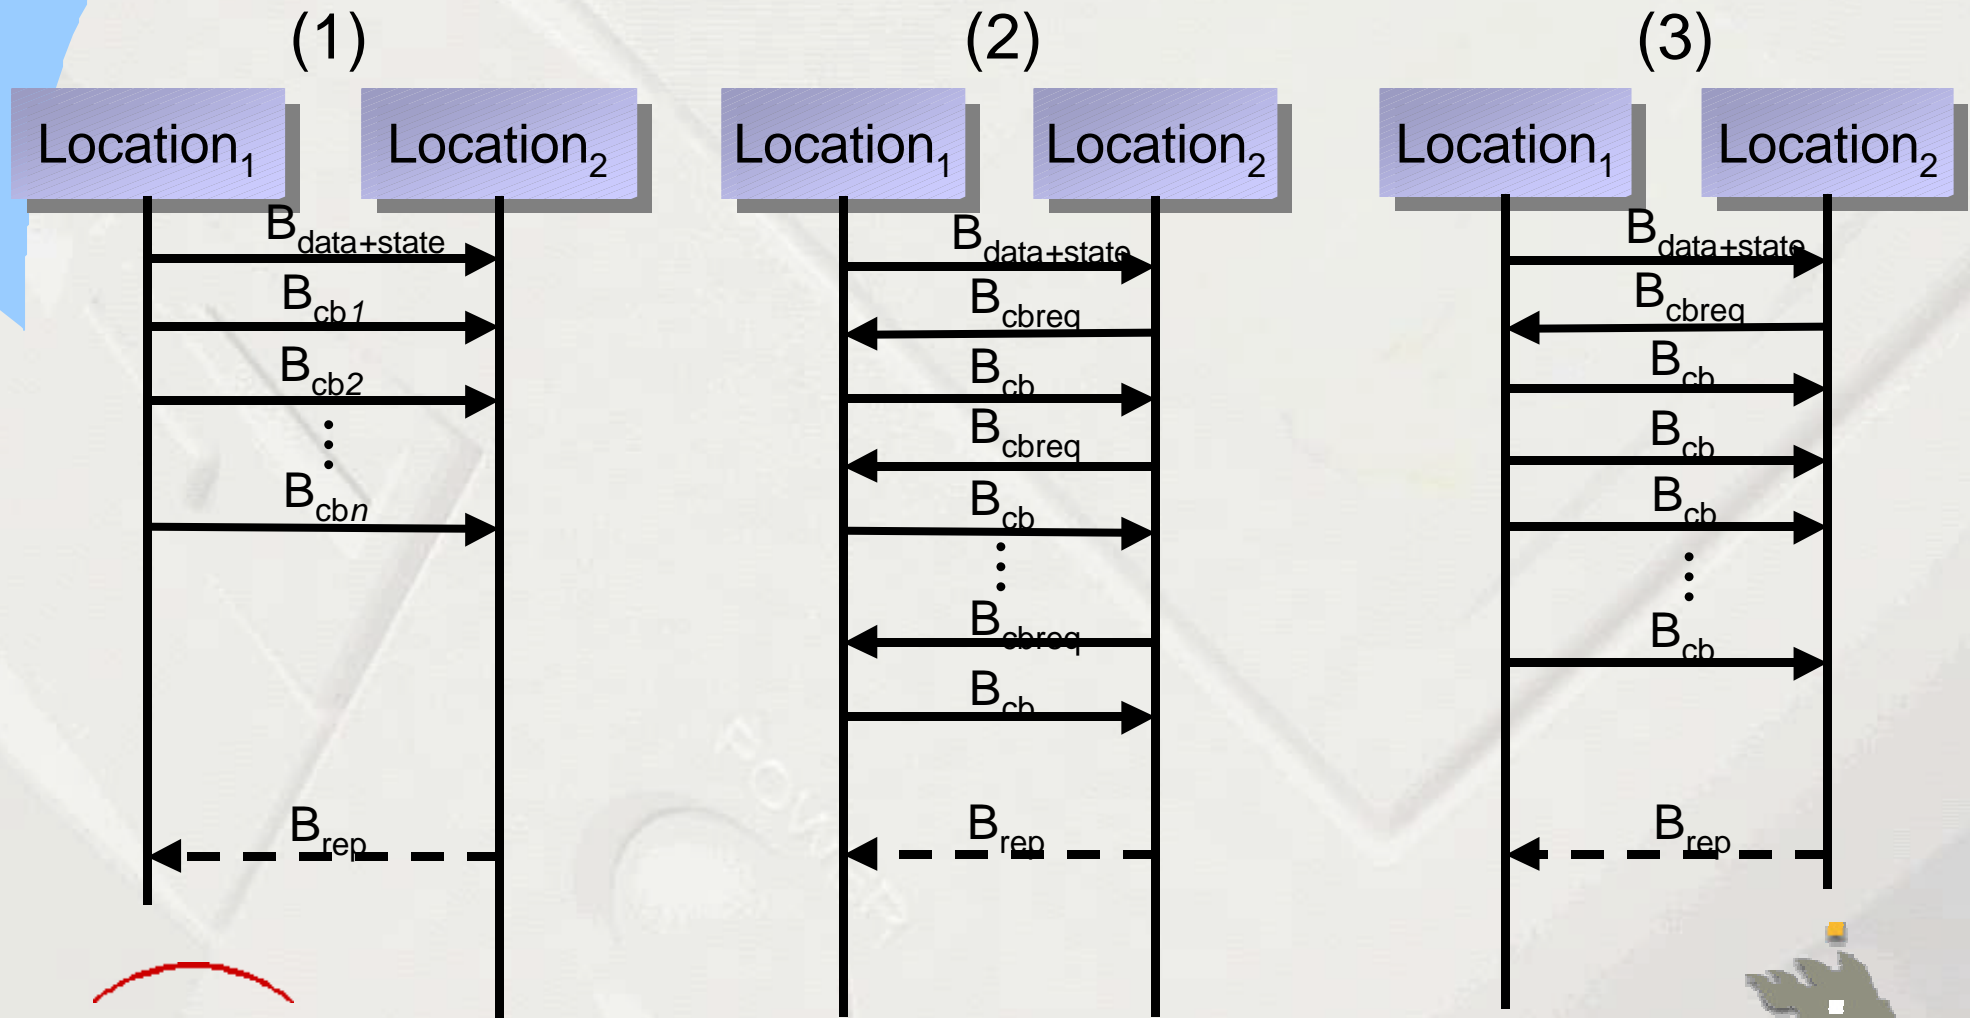 (1)
Location1 Location2
Bdata+state
Bcb1
Bcb2
⋮
Bcbn
Brep
(2)
Location1 Location2
Bdata+state
Bcbreq
Bcb
Bcbreq
Bcb
⋮
Bcbreq
Bcb
Brep
(3)
Location1 Location2
Bdata+state
Bcbreq
Bcb
Bcb
Bcb
⋮
Bcb
Brep
POWER